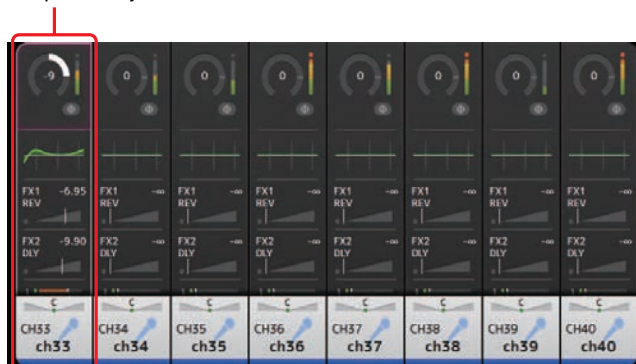 -9 0 0 0 0 0 0 0
FX1 -6.95 FX1 -∞ FX1 -∞ FX1 -∞ FX1 -∞ FX1 -∞ FX1 -∞ FX1 -∞
REV REV REV REV REV REV REV REV
FX2 -9.90 FX2 -∞ FX2 -∞ FX2 -∞ FX2 -∞ FX2 -∞ FX2 -∞ FX2 -∞
DLY DLY DLY DLY DLY DLY DLY DLY
C C C C C C C C
CH33 CH34 CH35 CH36 CH37 CH38 CH39 CH40
ch33 ch34 ch35 ch36 ch37 ch38 ch39 ch40